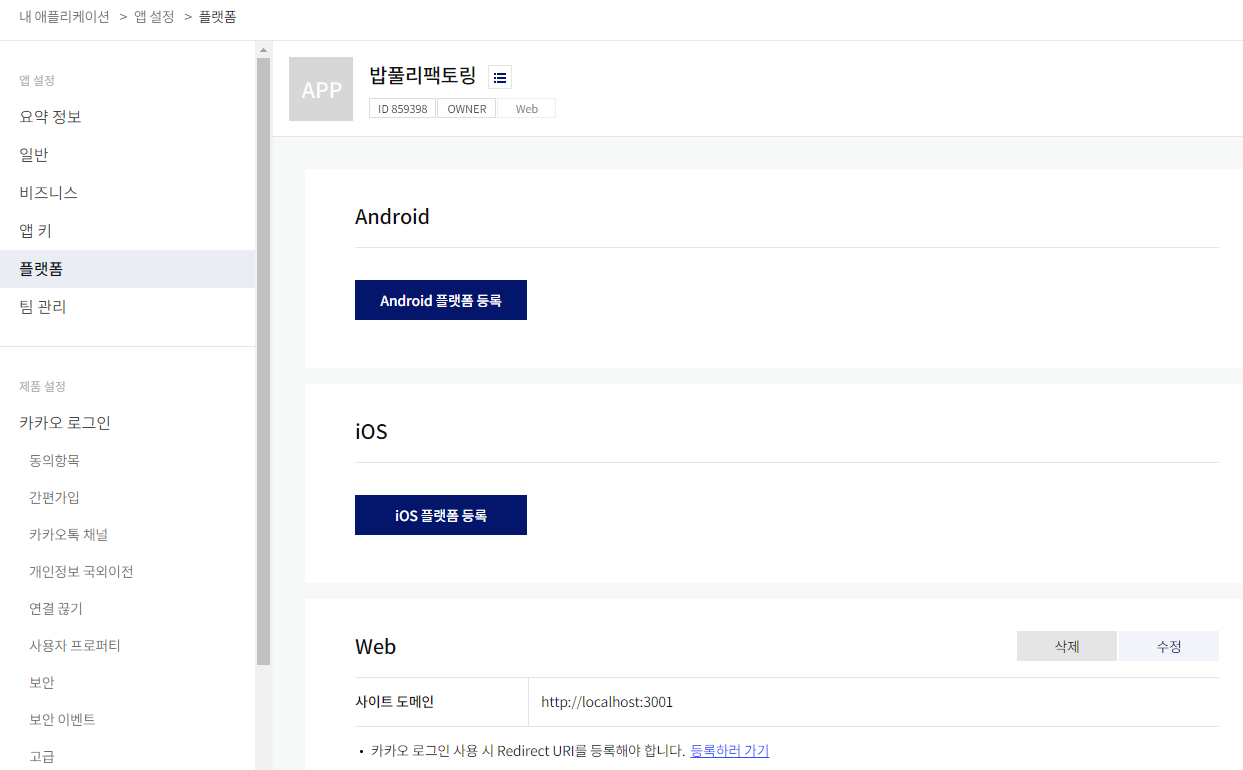 내 애플리케이션 > 앱 설정 > 플랫폼
앱 설정
요약 정보
일반
비즈니스
앱 키
플랫폼
팀 관리
제품 설정
카카오 로그인
동의항목
간편가입
카카오톡 채널
개인정보 국외이전
연결 끊기
사용자 프로퍼티
보안
보안 이벤트
고급
APP
밥풀리팩토링
ID 859398 OWNER Web
Android
Android 플랫폼 등록
iOS
iOS 플랫폼 등록
Web
삭제 수정
사이트 도메인 http://localhost:3001
• 카카오 로그인 사용 시 Redirect URI를 등록해야 합니다. 등록하러 가기